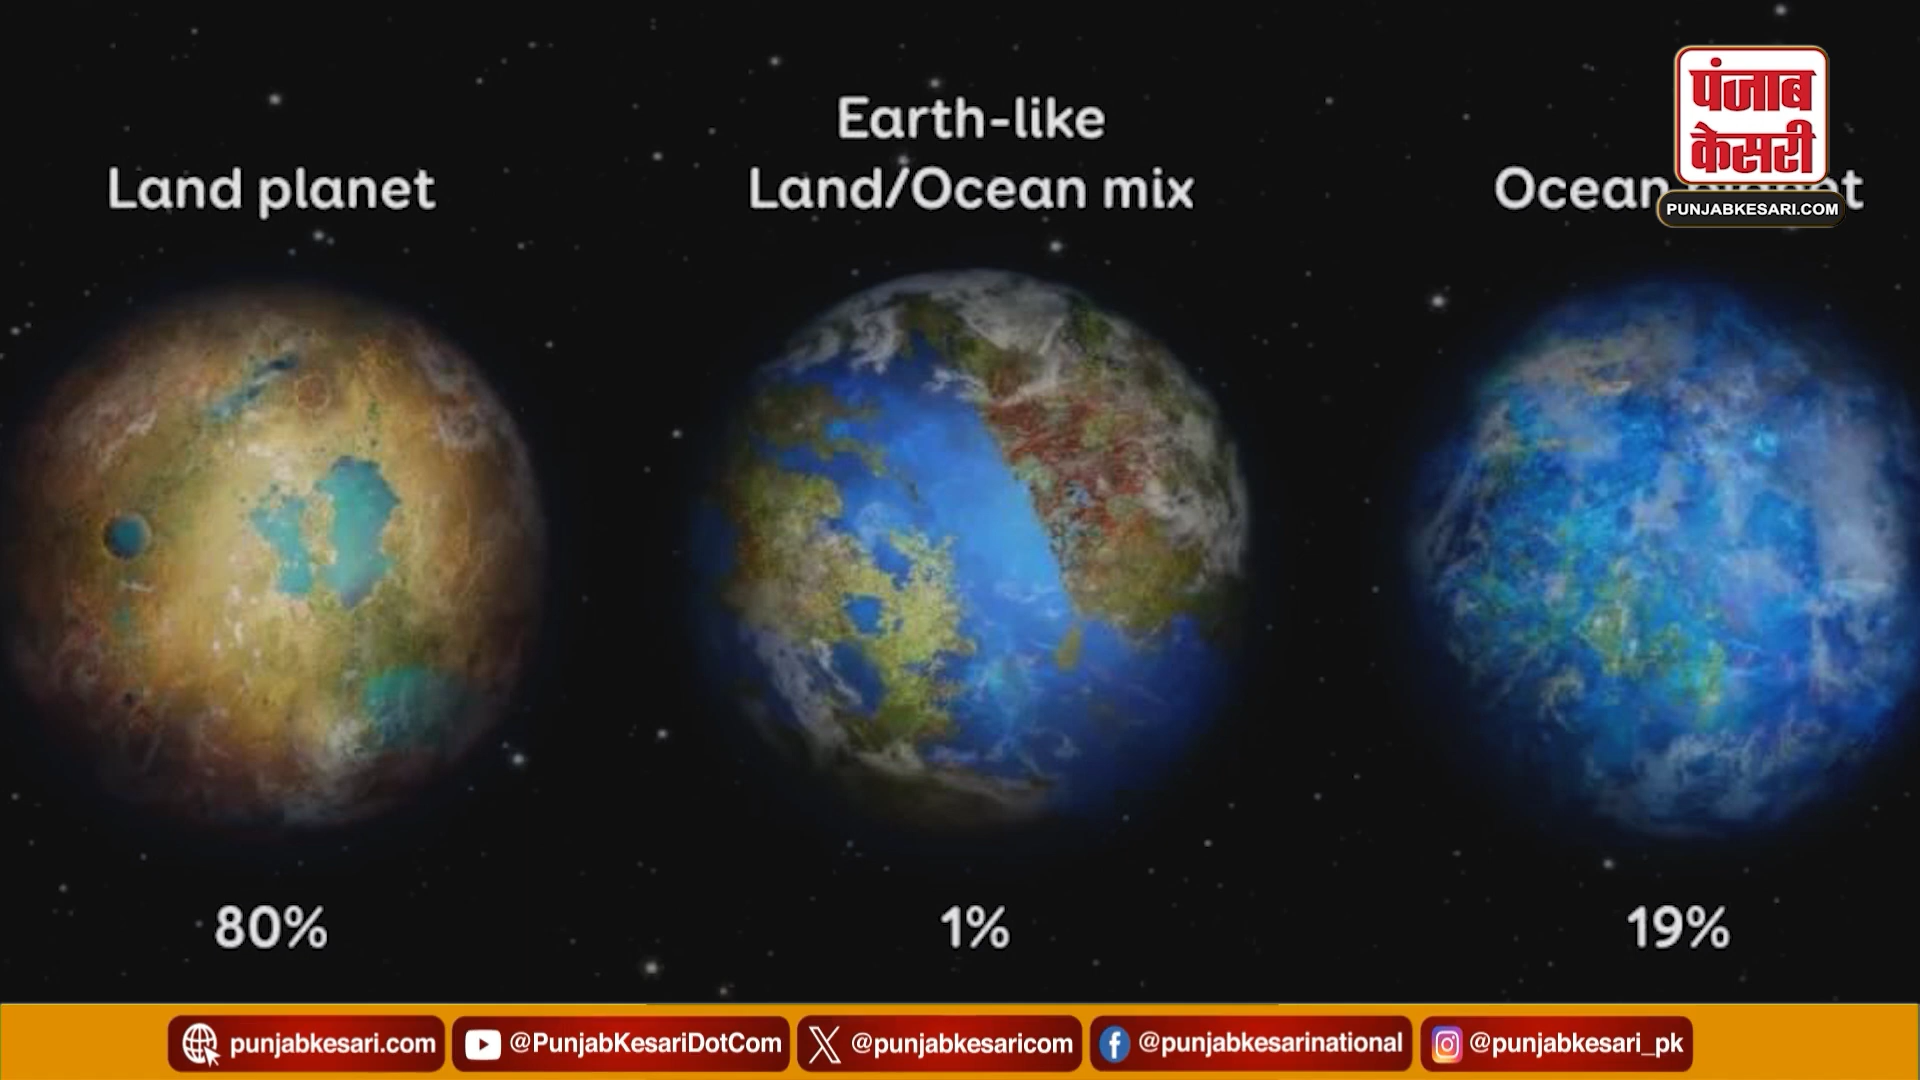 पंजाब
केसरी
PUNJABKESARI.COM
Earth-like
Land planet
Land/Ocean mix
Ocean
80%
1%
19%
punjabkesari.com
@PunjabKesariDotCom
@punjabkesaricom
@punjabkesarinational
@punjabkesari_pk